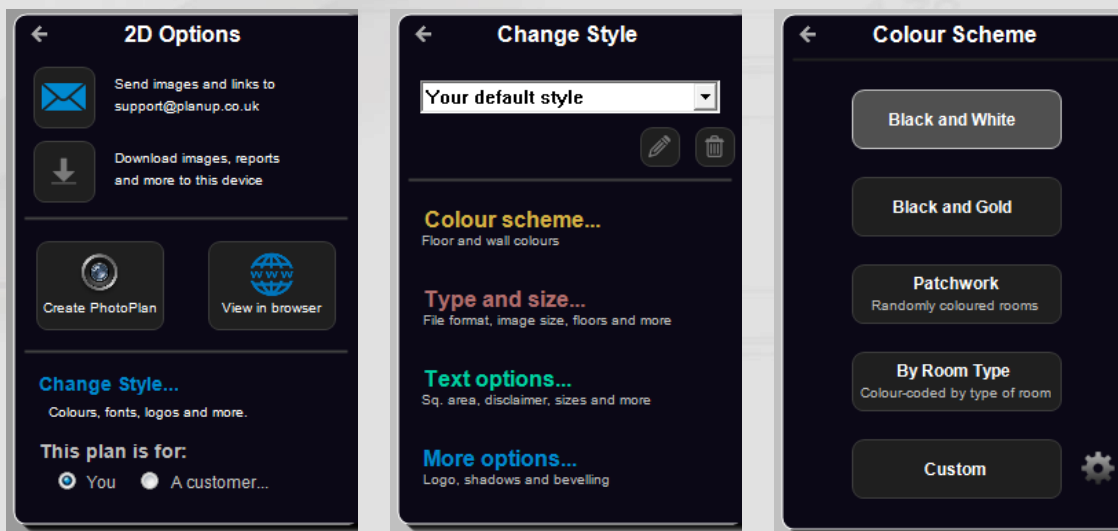 2D Options
Send images and links to
support@planup.co.uk
Download images, reports
and more to this device
Create PhotoPlan
www
View in browser
Change Style...
Colours, fonts, logos and more.
This plan is for:
You
A customer...
Change Style
Your default style
Colour scheme...
Floor and wall colours
Type and size...
File format, image size, floors and more
Text options...
Sq. area, disclaimer, sizes and more
More options...
Logo, shadows and bevelling
Colour Scheme
Black and White
Black and Gold
Patchwork
Randomly coloured rooms
By Room Type
Colour-coded by type of room
Custom